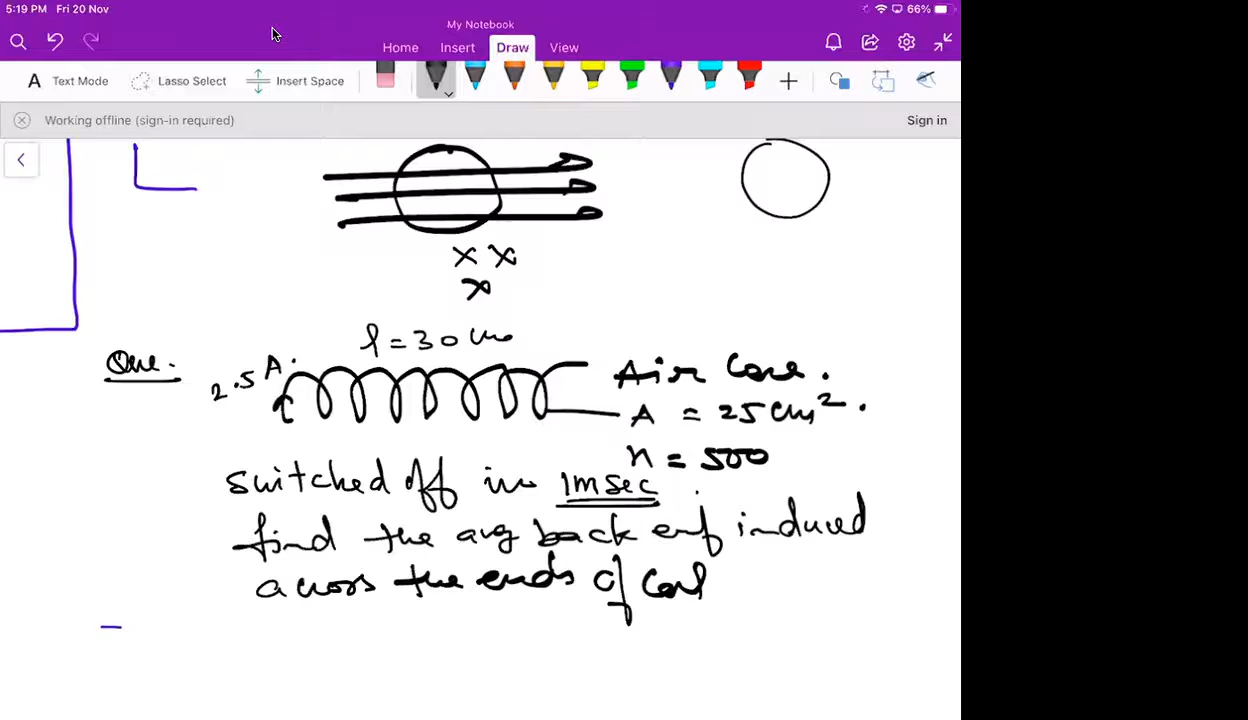 5:19 PM Fri 20 Nov
66%
My Notebook
Home Insert Draw View
A Text Mode Lasso Select Insert Space
Working offline (sign-in required) Sign in
Que.
l = 30 cm
2.5 A.
Air Core.
A = 25 cm².
n = 500
switched off in 1msec.
find the avg back emf induced
across the ends of coil